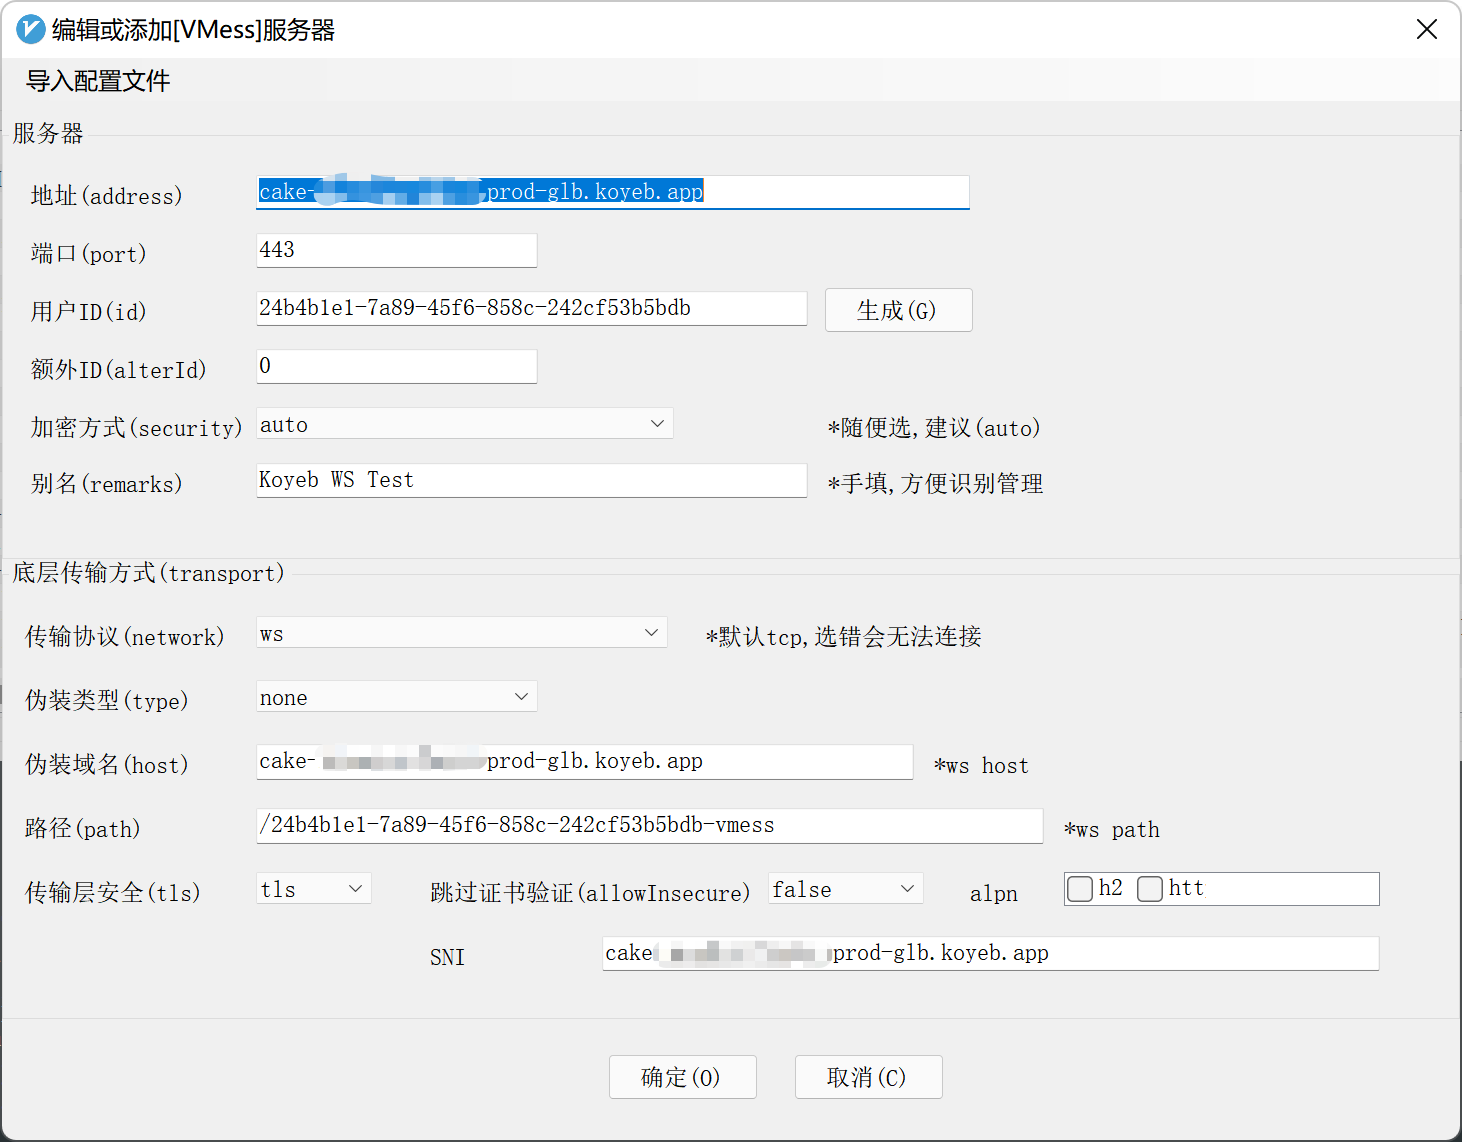 编辑或添加[VMess]服务器
导入配置文件
服务器
地址(address) cake- prod-glb.koyeb.app
端口(port) 443
用户ID(id) 24b4b1e1-7a89-45f6-858c-242cf53b5bdb 生成(G)
额外ID(alterId) 0
加密方式(security) auto *随便选,建议(auto)
别名(remarks) Koyeb WS Test *手填,方便识别管理
底层传输方式(transport)
传输协议(network) ws *默认tcp,选错会无法连接
伪装类型(type) none
伪装域名(host) cake- prod-glb.koyeb.app *ws host
路径(path) /24b4b1e1-7a89-45f6-858c-242cf53b5bdb-vmess *ws path
传输层安全(tls) tls 跳过证书验证(allowInsecure) false alpn h2 htt
SNI cake prod-glb.koyeb.app
确定(O) 取消(C)